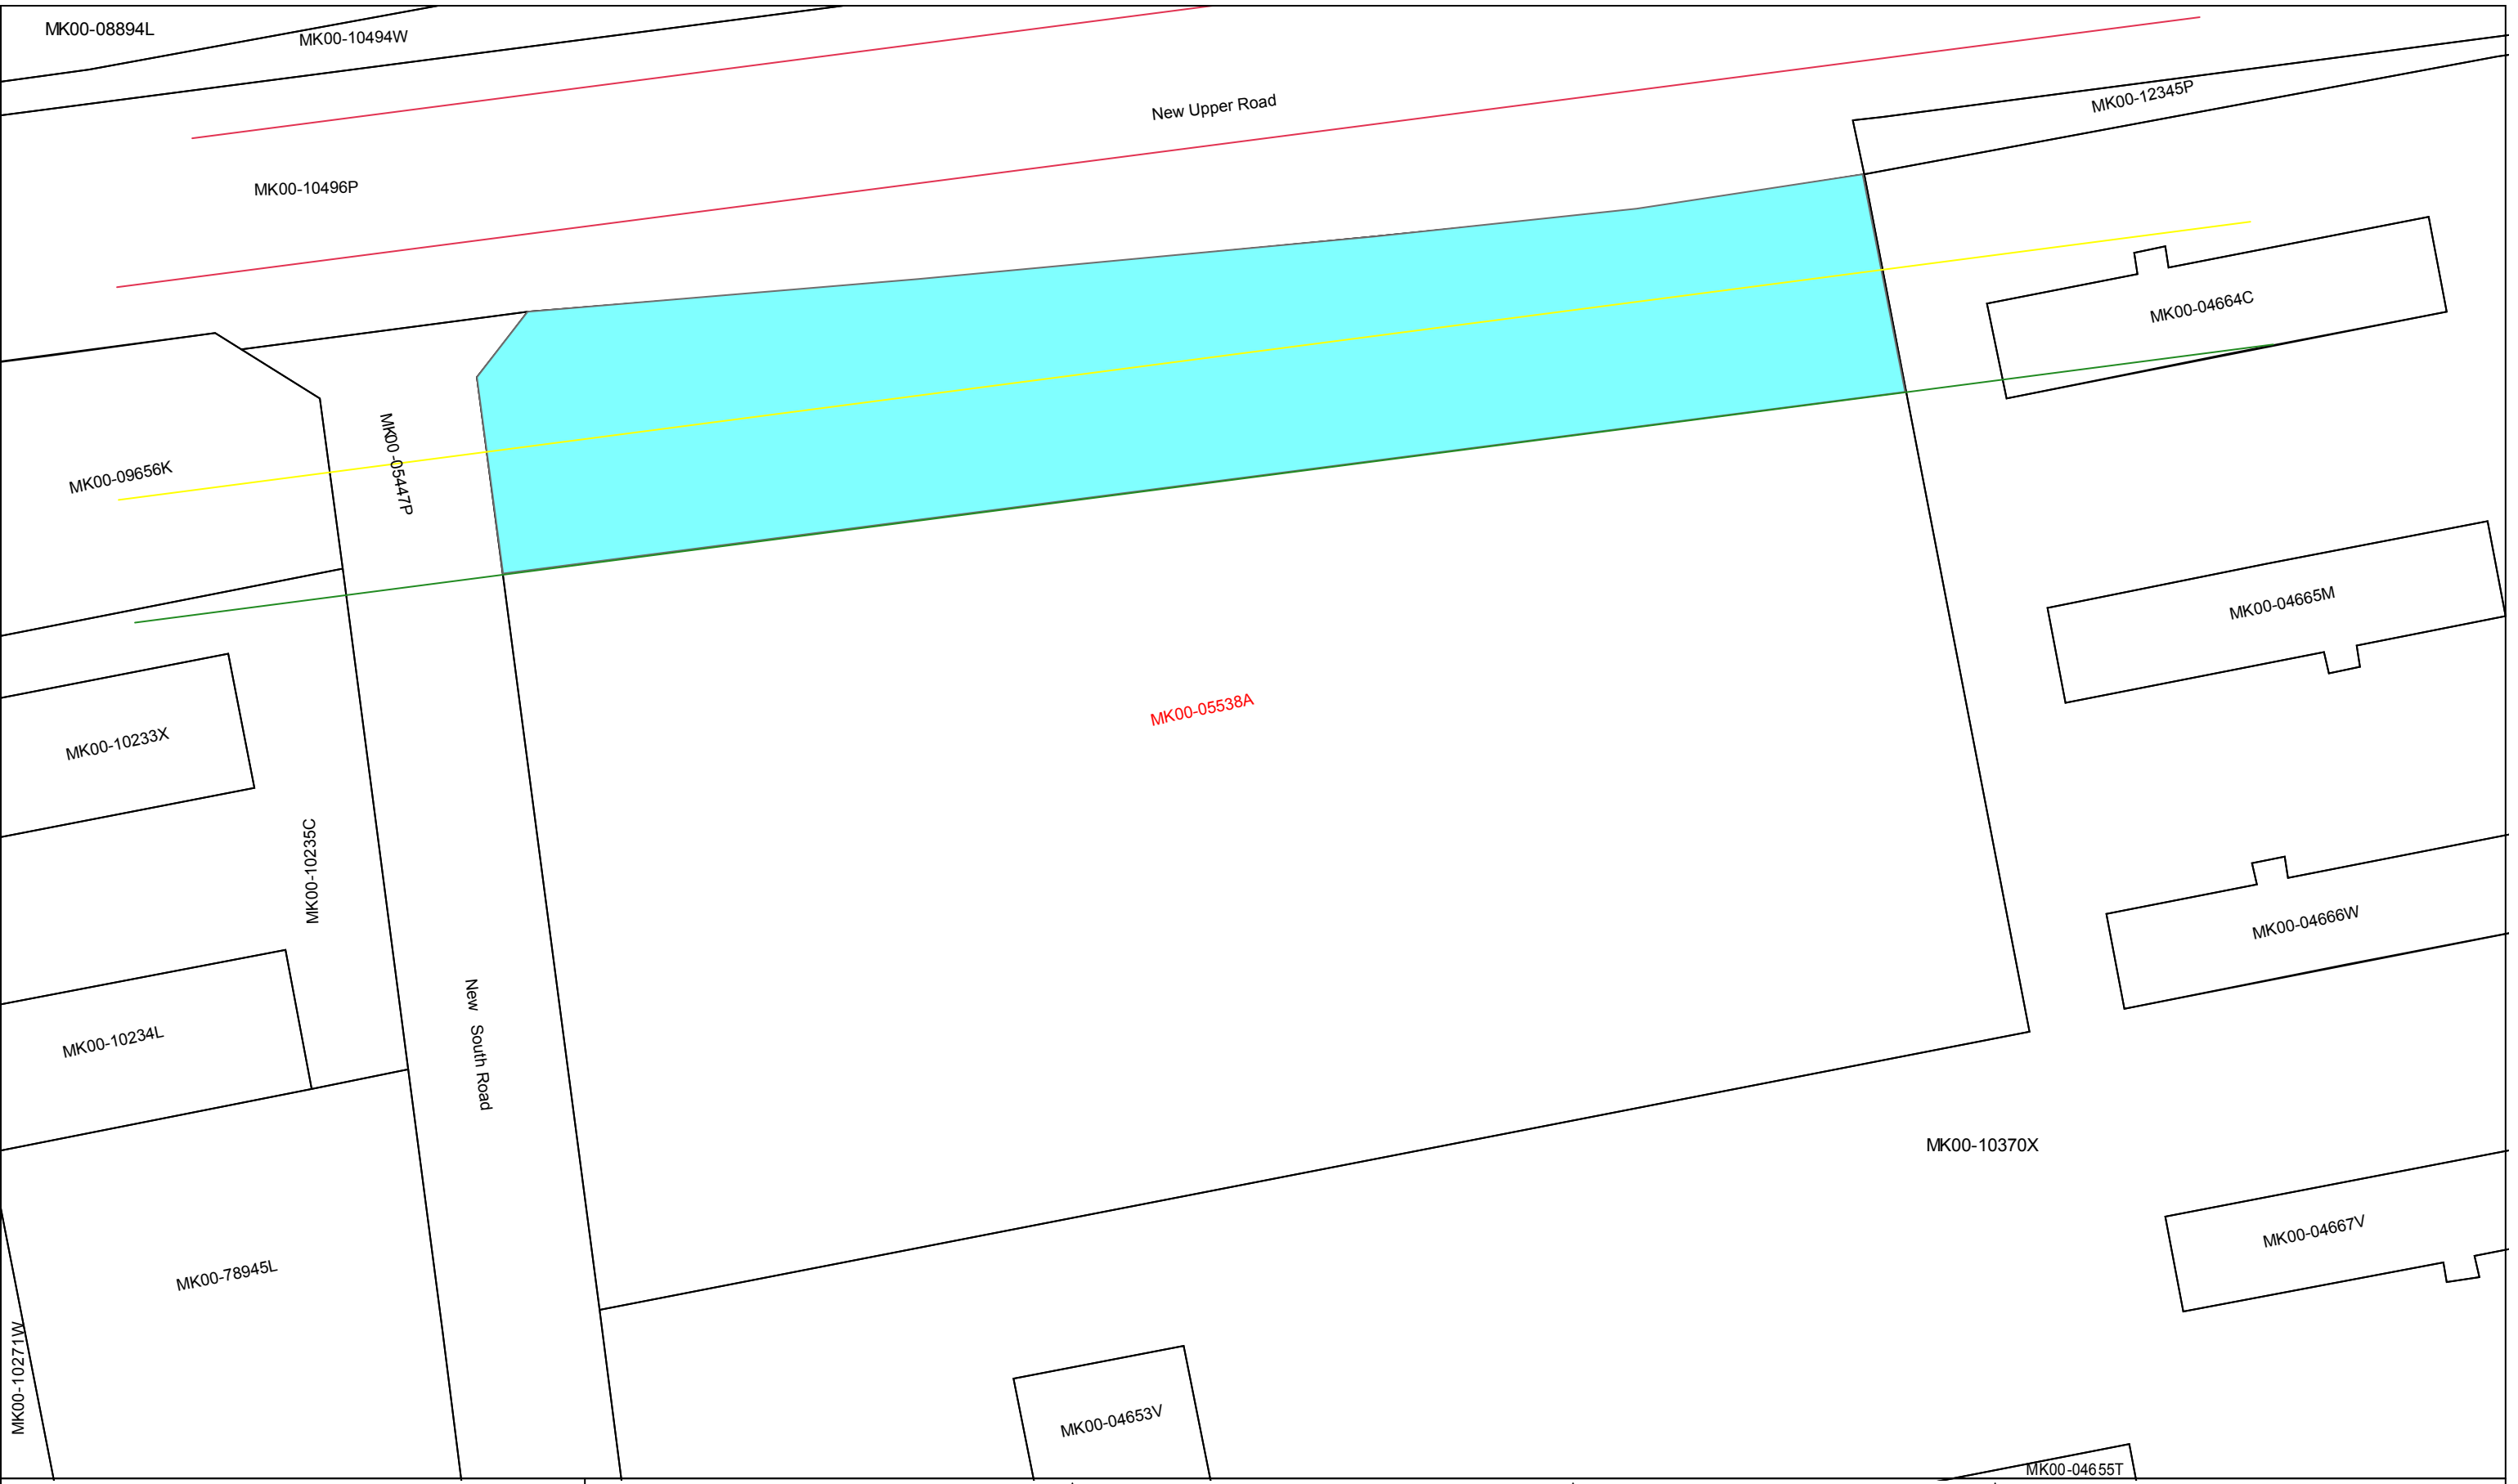 MK00-08894L
MK00-10494W
New Upper Road
MK00-12345P
MK00-10496P
MK00-04664C
MK00-09656K
MK00-05447P
MK00-04665M
MK00-05538A
MK00-10233X
MK00-10235C
MK00-04666W
MK00-10234L
New South Road
MK00-10370X
MK00-04667V
MK00-78945L
MK00-10271W
MK00-04653V
MK00-04655T